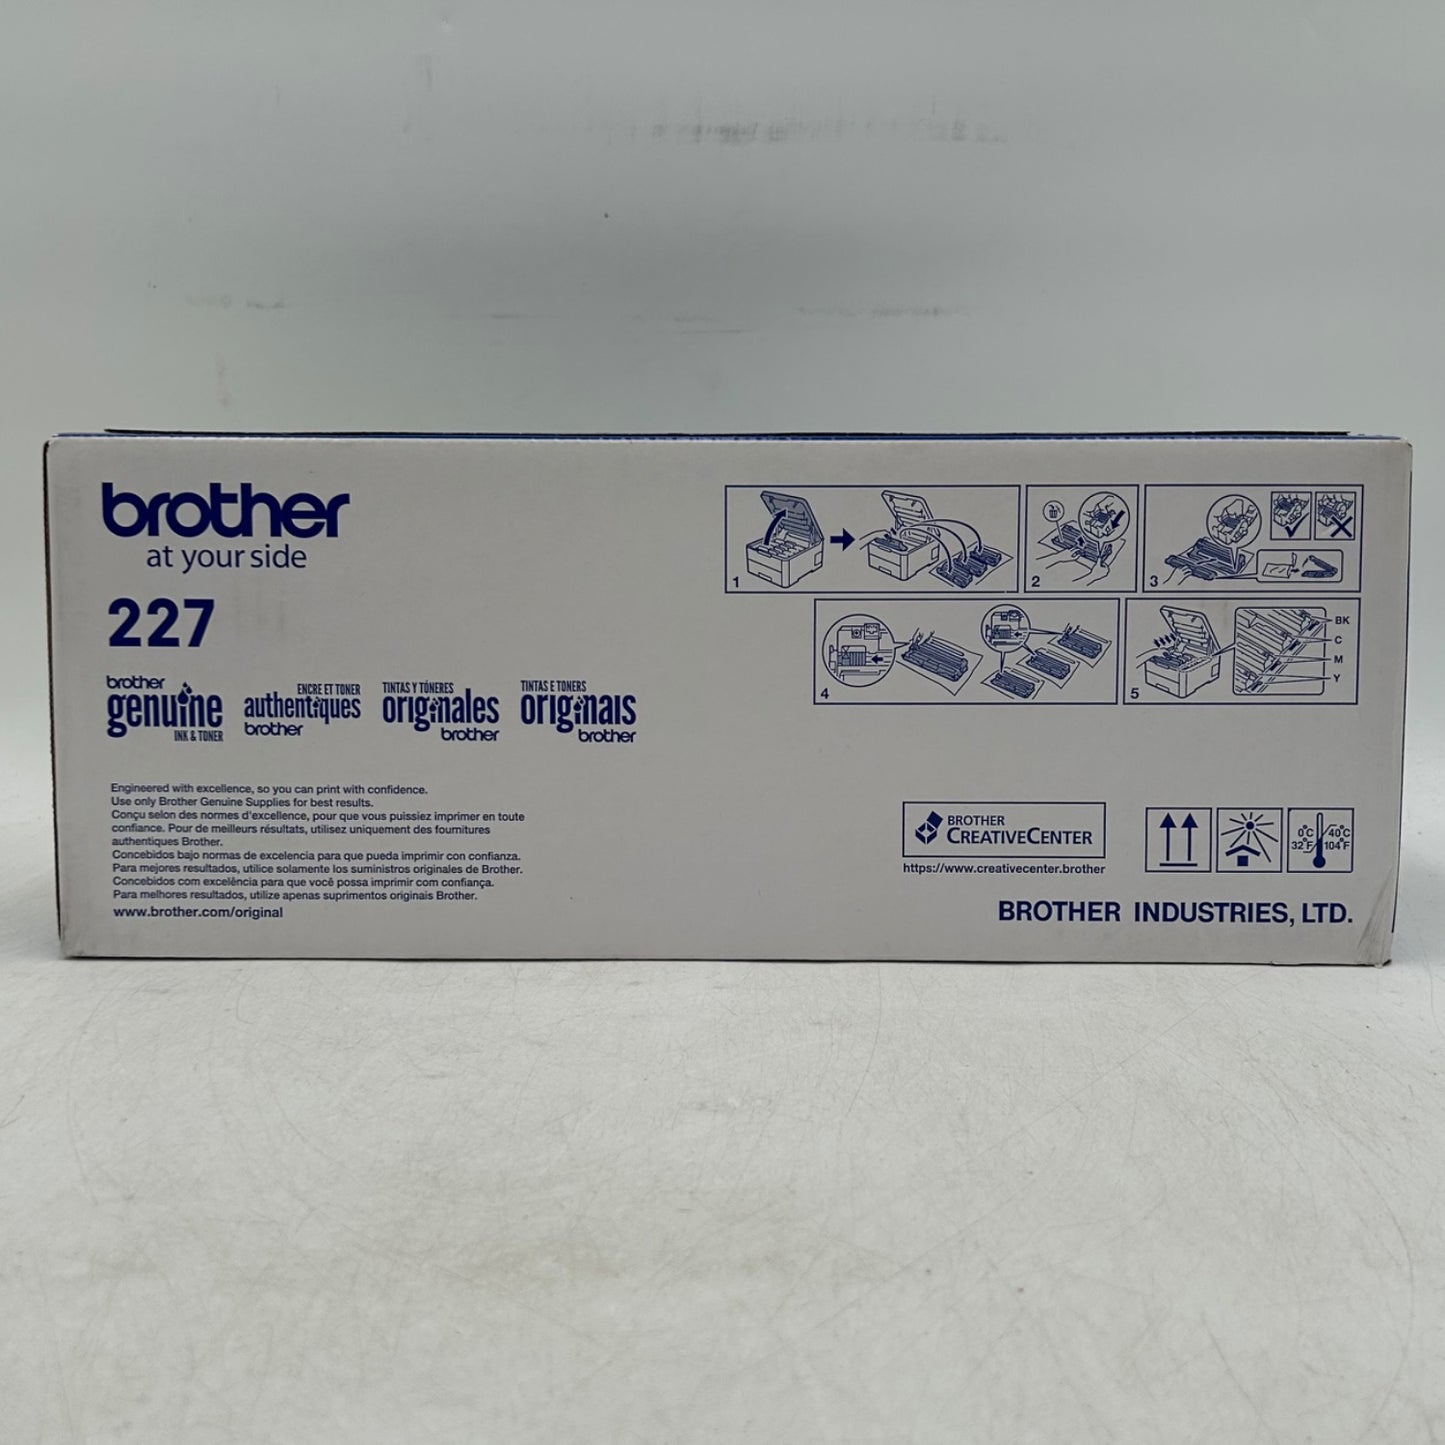 brother
at your side
227
brother
genuine
INK & TONER
ENCRE ET TONER
authentiques
brother
TINTAS Y TÓNERES
originales
brother
TINTAS E TONERS
originais
brother
Engineered with excellence, so you can print with confidence.
Use only Brother Genuine Supplies for best results.
Conçu selon des normes d'excellence, pour que vous puissiez imprimer en toute
confiance. Pour de meilleurs résultats, utilisez uniquement des fournitures
authentiques Brother.
Concebidos bajo normas de excelencia para que pueda imprimir con confianza.
Para mejores resultados, utilice solamente los suministros originales de Brother.
Concebidos com excelência para que você possa imprimir com confiança.
Para melhores resultados, utilize apenas suprimentos originais Brother.
www.brother.com/original
1
2
3
4
5
BK
C
M
Y
BROTHER
CREATIVECENTER
https://www.creativecenter.brother
0°C 40°C
32°F 104°F
BROTHER INDUSTRIES, LTD.